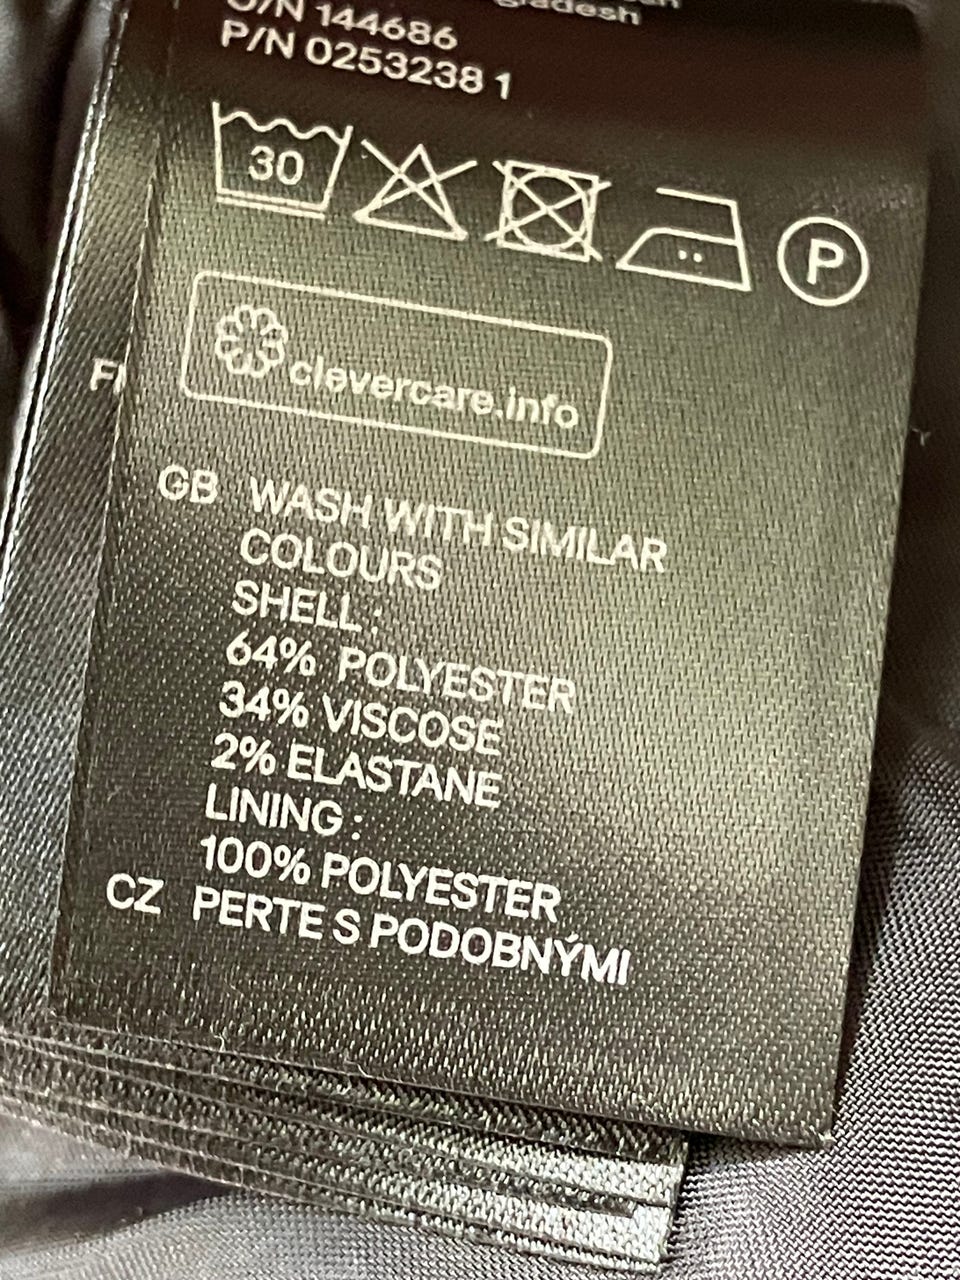 O/N 144686
P/N 0253238 1
30
P
clevercare.info
GB WASH WITH SIMILAR
COLOURS
SHELL :
64% POLYESTER
34% VISCOSE
2% ELASTANE
LINING :
100% POLYESTER
CZ PERTE S PODOBNÝMI